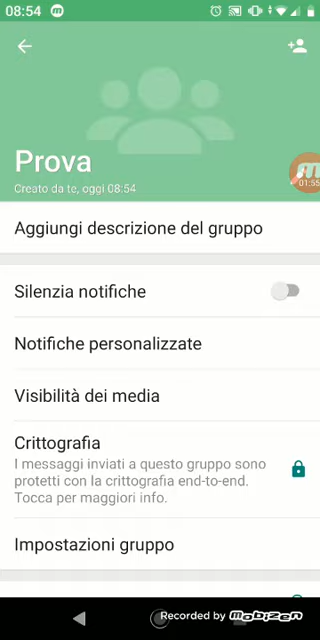 08:54
Prova
Creato da te, oggi 08:54
01:55
Aggiungi descrizione del gruppo
Silenzia notifiche
Notifiche personalizzate
Visibilità dei media
Crittografia
I messaggi inviati a questo gruppo sono
protetti con la crittografia end-to-end.
Tocca per maggiori info.
Impostazioni gruppo
Recorded by mobizen